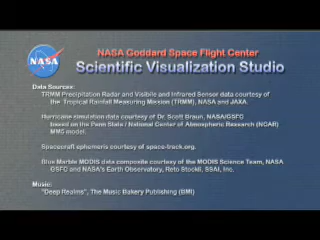 NASA
NASA Goddard Space Flight Center
Scientific Visualization Studio
Data Sources:
TRMM Precipitation Radar and Visible and Infrared Sensor data courtesy of
the Tropical Rainfall Measuring Mission (TRMM), NASA and JAXA.
Hurricane simulation data courtesy of Dr. Scott Braun, NASA/GSFC
based on the Penn State / National Center of Atmospheric Research (NCAR)
MM5 model.
Spacecraft ephemeris courtesy of space-track.org.
Blue Marble MODIS data composite courtesy of the MODIS Science Team, NASA
GSFC and NASA's Earth Observatory, Reto Stockli, SSAI, Inc.
Music:
"Deep Realms", The Music Bakery Publishing (BMI)